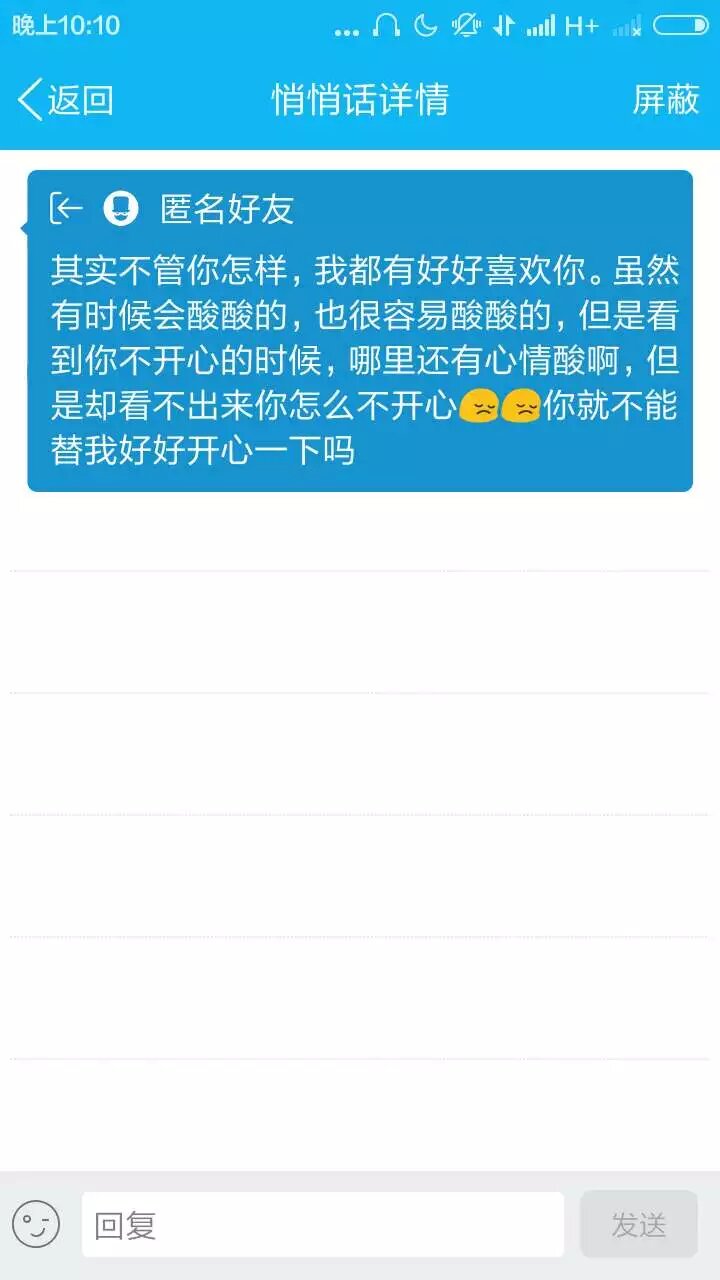 晚上10:10
H+
返回
悄悄话详情
屏蔽
匿名好友
其实不管你怎样，我都有好好喜欢你。虽然
有时候会酸酸的，也很容易酸酸的，但是看
到你不开心的时候，哪里还有心情酸啊，但
是却看不出来你怎么不开心😔😔你就不能
替我好好开心一下吗
回复
发送